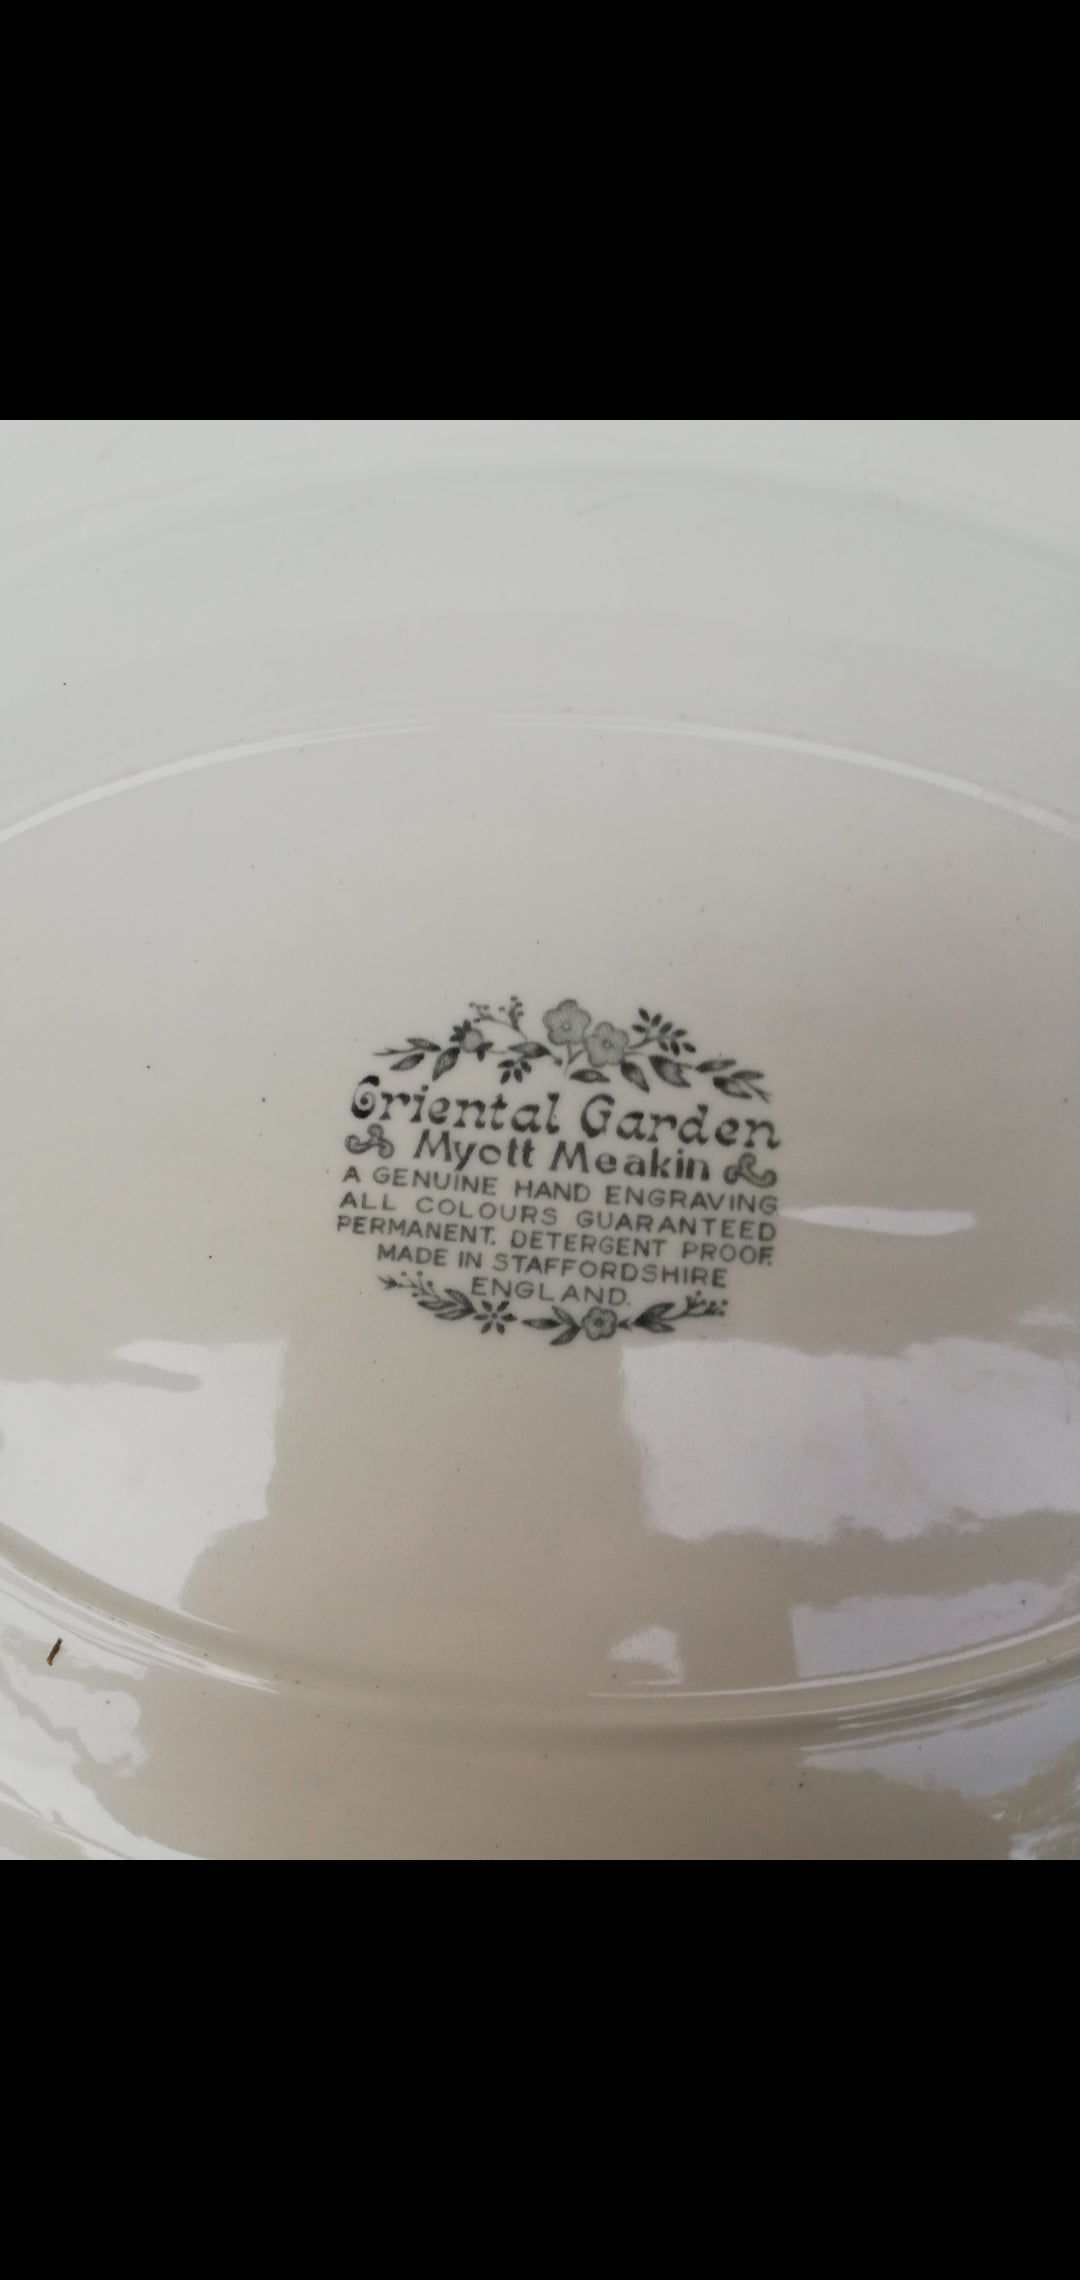 Oriental Garden
Myott Meakin
A GENUINE HAND ENGRAVING
ALL COLOURS GUARANTEED
PERMANENT. DETERGENT PROOF.
MADE IN STAFFORDSHIRE
ENGLAND.